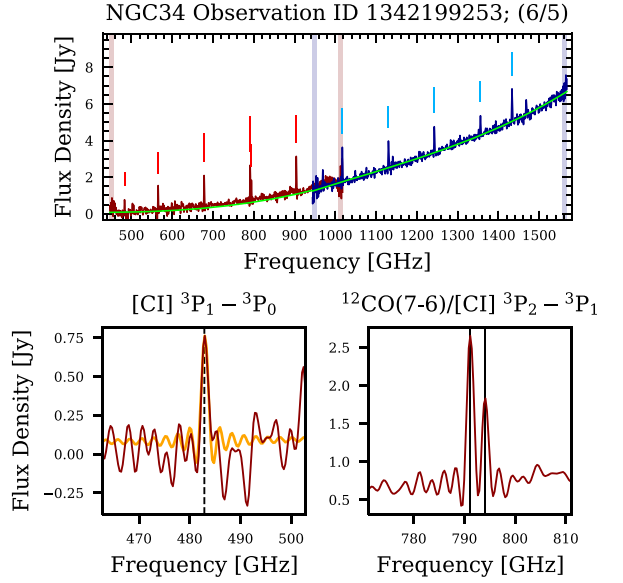 NGC34 Observation ID 1342199253; (6/5)
Flux Density [Jy]
8
6
4
2
0
500 600 700 800 900 1000 1100 1200 1300 1400 1500
Frequency [GHz]
[CI] ³P₁ − ³P₀
Flux Density [Jy]
0.75
0.50
0.25
0.00
−0.25
470 480 490 500
Frequency [GHz]
¹²CO(7-6)/[CI] ³P₂ − ³P₁
2.5
2.0
1.5
1.0
0.5
780 790 800 810
Frequency [GHz]